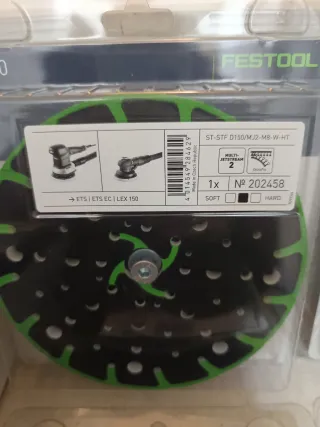 0
FESTOOL
ST-STF D150/MJ2-M8-W-HT
MULTI-
JETSTREAM
2
1x
№ 202458
→ ETS | ETS EC | LEX 150
SOFT
HARD